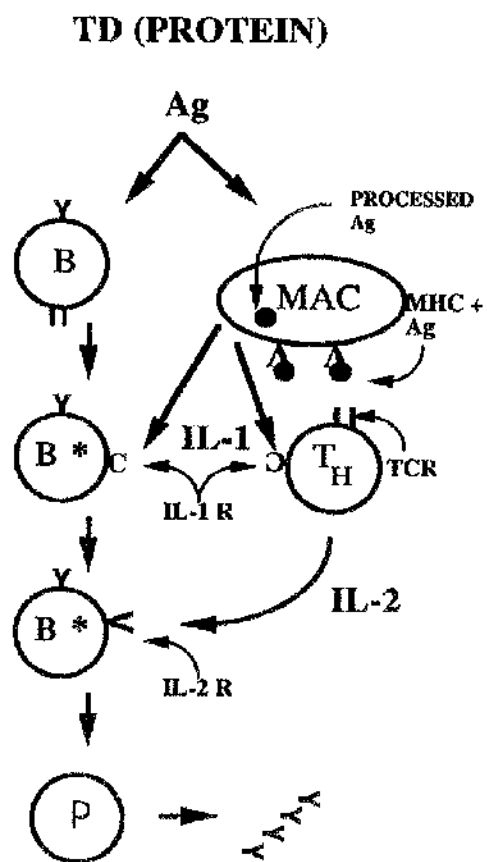 TD (PROTEIN)
Ag
PROCESSED
Ag
B
MAC
MHC +
Ag
B *
C
IL-1
IL-1 R
T H
TCR
B *
IL-2
IL-2 R
P